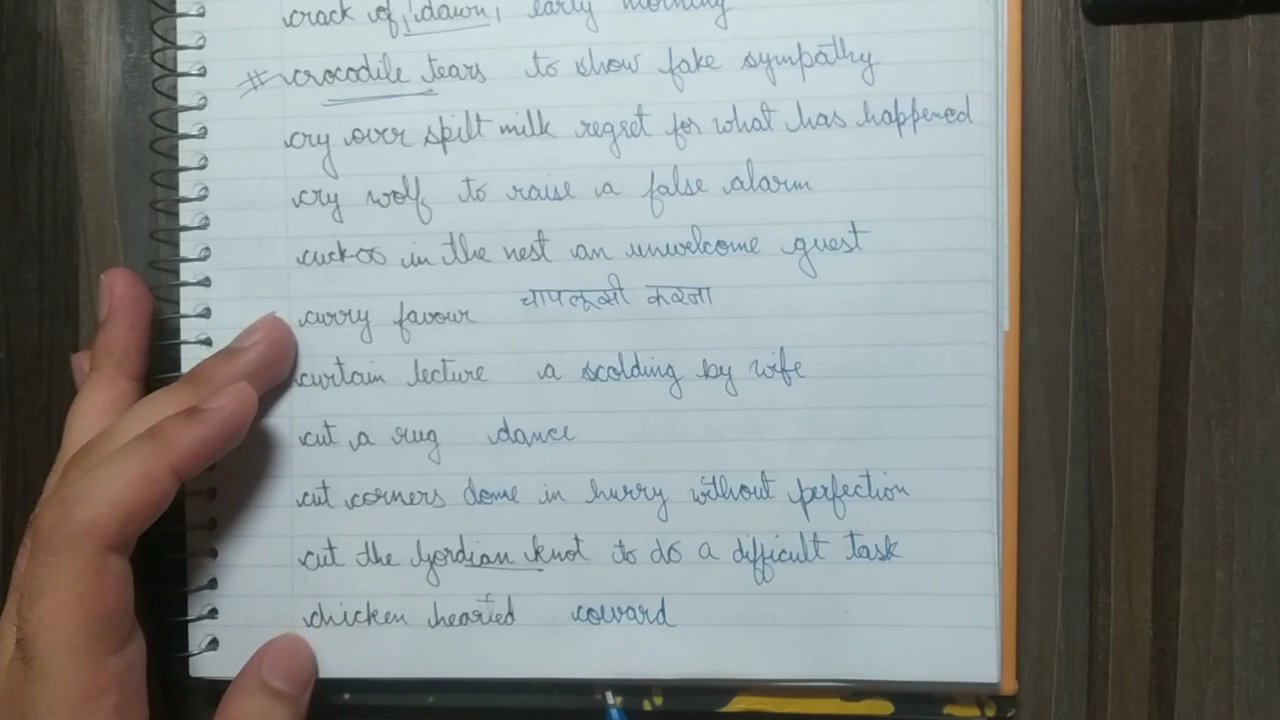 crack of dawn, early morning
# crocodile tears to show fake sympathy
cry over spilt milk regret for what has happened
cry wolf to raise a false alarm
cuckoo in the nest an unwelcome guest
curry favour चापलूसी करना
curtain lecture a scolding by wife
cut a rug dance
cut corners done in hurry without perfection
cut the Gordian knot to do a difficult task
chicken hearted coward